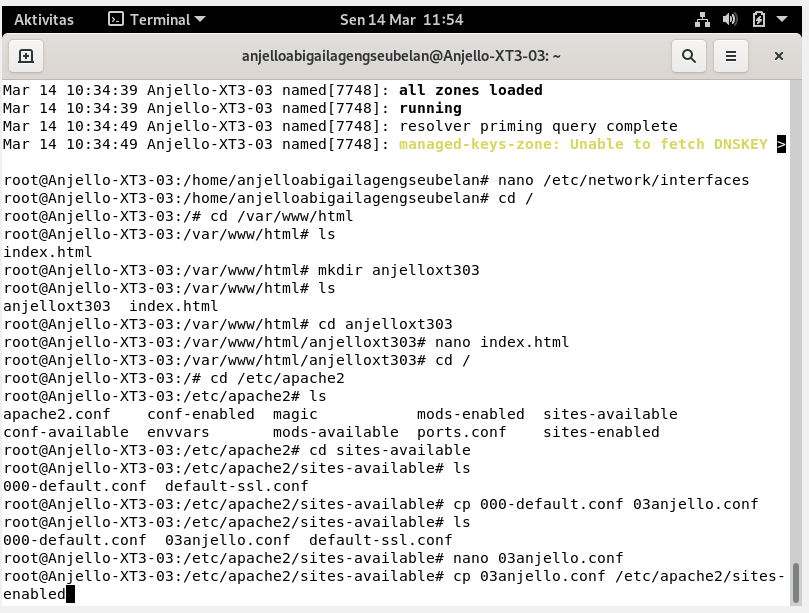 Aktivitas Terminal Sen 14 Mar 11:54
anjelloabigailagengseubelan@Anjello-XT3-03: ~
Mar 14 10:34:39 Anjello-XT3-03 named[7748]: all zones loaded
Mar 14 10:34:39 Anjello-XT3-03 named[7748]: running
Mar 14 10:34:49 Anjello-XT3-03 named[7748]: resolver priming query complete
Mar 14 10:34:49 Anjello-XT3-03 named[7748]: managed-keys-zone: Unable to fetch DNSKEY >
root@Anjello-XT3-03:/home/anjelloabigailagengseubelan# nano /etc/network/interfaces
root@Anjello-XT3-03:/home/anjelloabigailagengseubelan# cd /
root@Anjello-XT3-03:/# cd /var/www/html
root@Anjello-XT3-03:/var/www/html# ls
index.html
root@Anjello-XT3-03:/var/www/html# mkdir anjelloxt303
root@Anjello-XT3-03:/var/www/html# ls
anjelloxt303  index.html
root@Anjello-XT3-03:/var/www/html# cd anjelloxt303
root@Anjello-XT3-03:/var/www/html/anjelloxt303# nano index.html
root@Anjello-XT3-03:/var/www/html/anjelloxt303# cd /
root@Anjello-XT3-03:/# cd /etc/apache2
root@Anjello-XT3-03:/etc/apache2# ls
apache2.conf    conf-enabled  magic           mods-enabled  sites-available
conf-available  envvars       mods-available  ports.conf    sites-enabled
root@Anjello-XT3-03:/etc/apache2# cd sites-available
root@Anjello-XT3-03:/etc/apache2/sites-available# ls
000-default.conf  default-ssl.conf
root@Anjello-XT3-03:/etc/apache2/sites-available# cp 000-default.conf 03anjello.conf
root@Anjello-XT3-03:/etc/apache2/sites-available# ls
000-default.conf  03anjello.conf  default-ssl.conf
root@Anjello-XT3-03:/etc/apache2/sites-available# nano 03anjello.conf
root@Anjello-XT3-03:/etc/apache2/sites-available# cp 03anjello.conf /etc/apache2/sites-
enabled